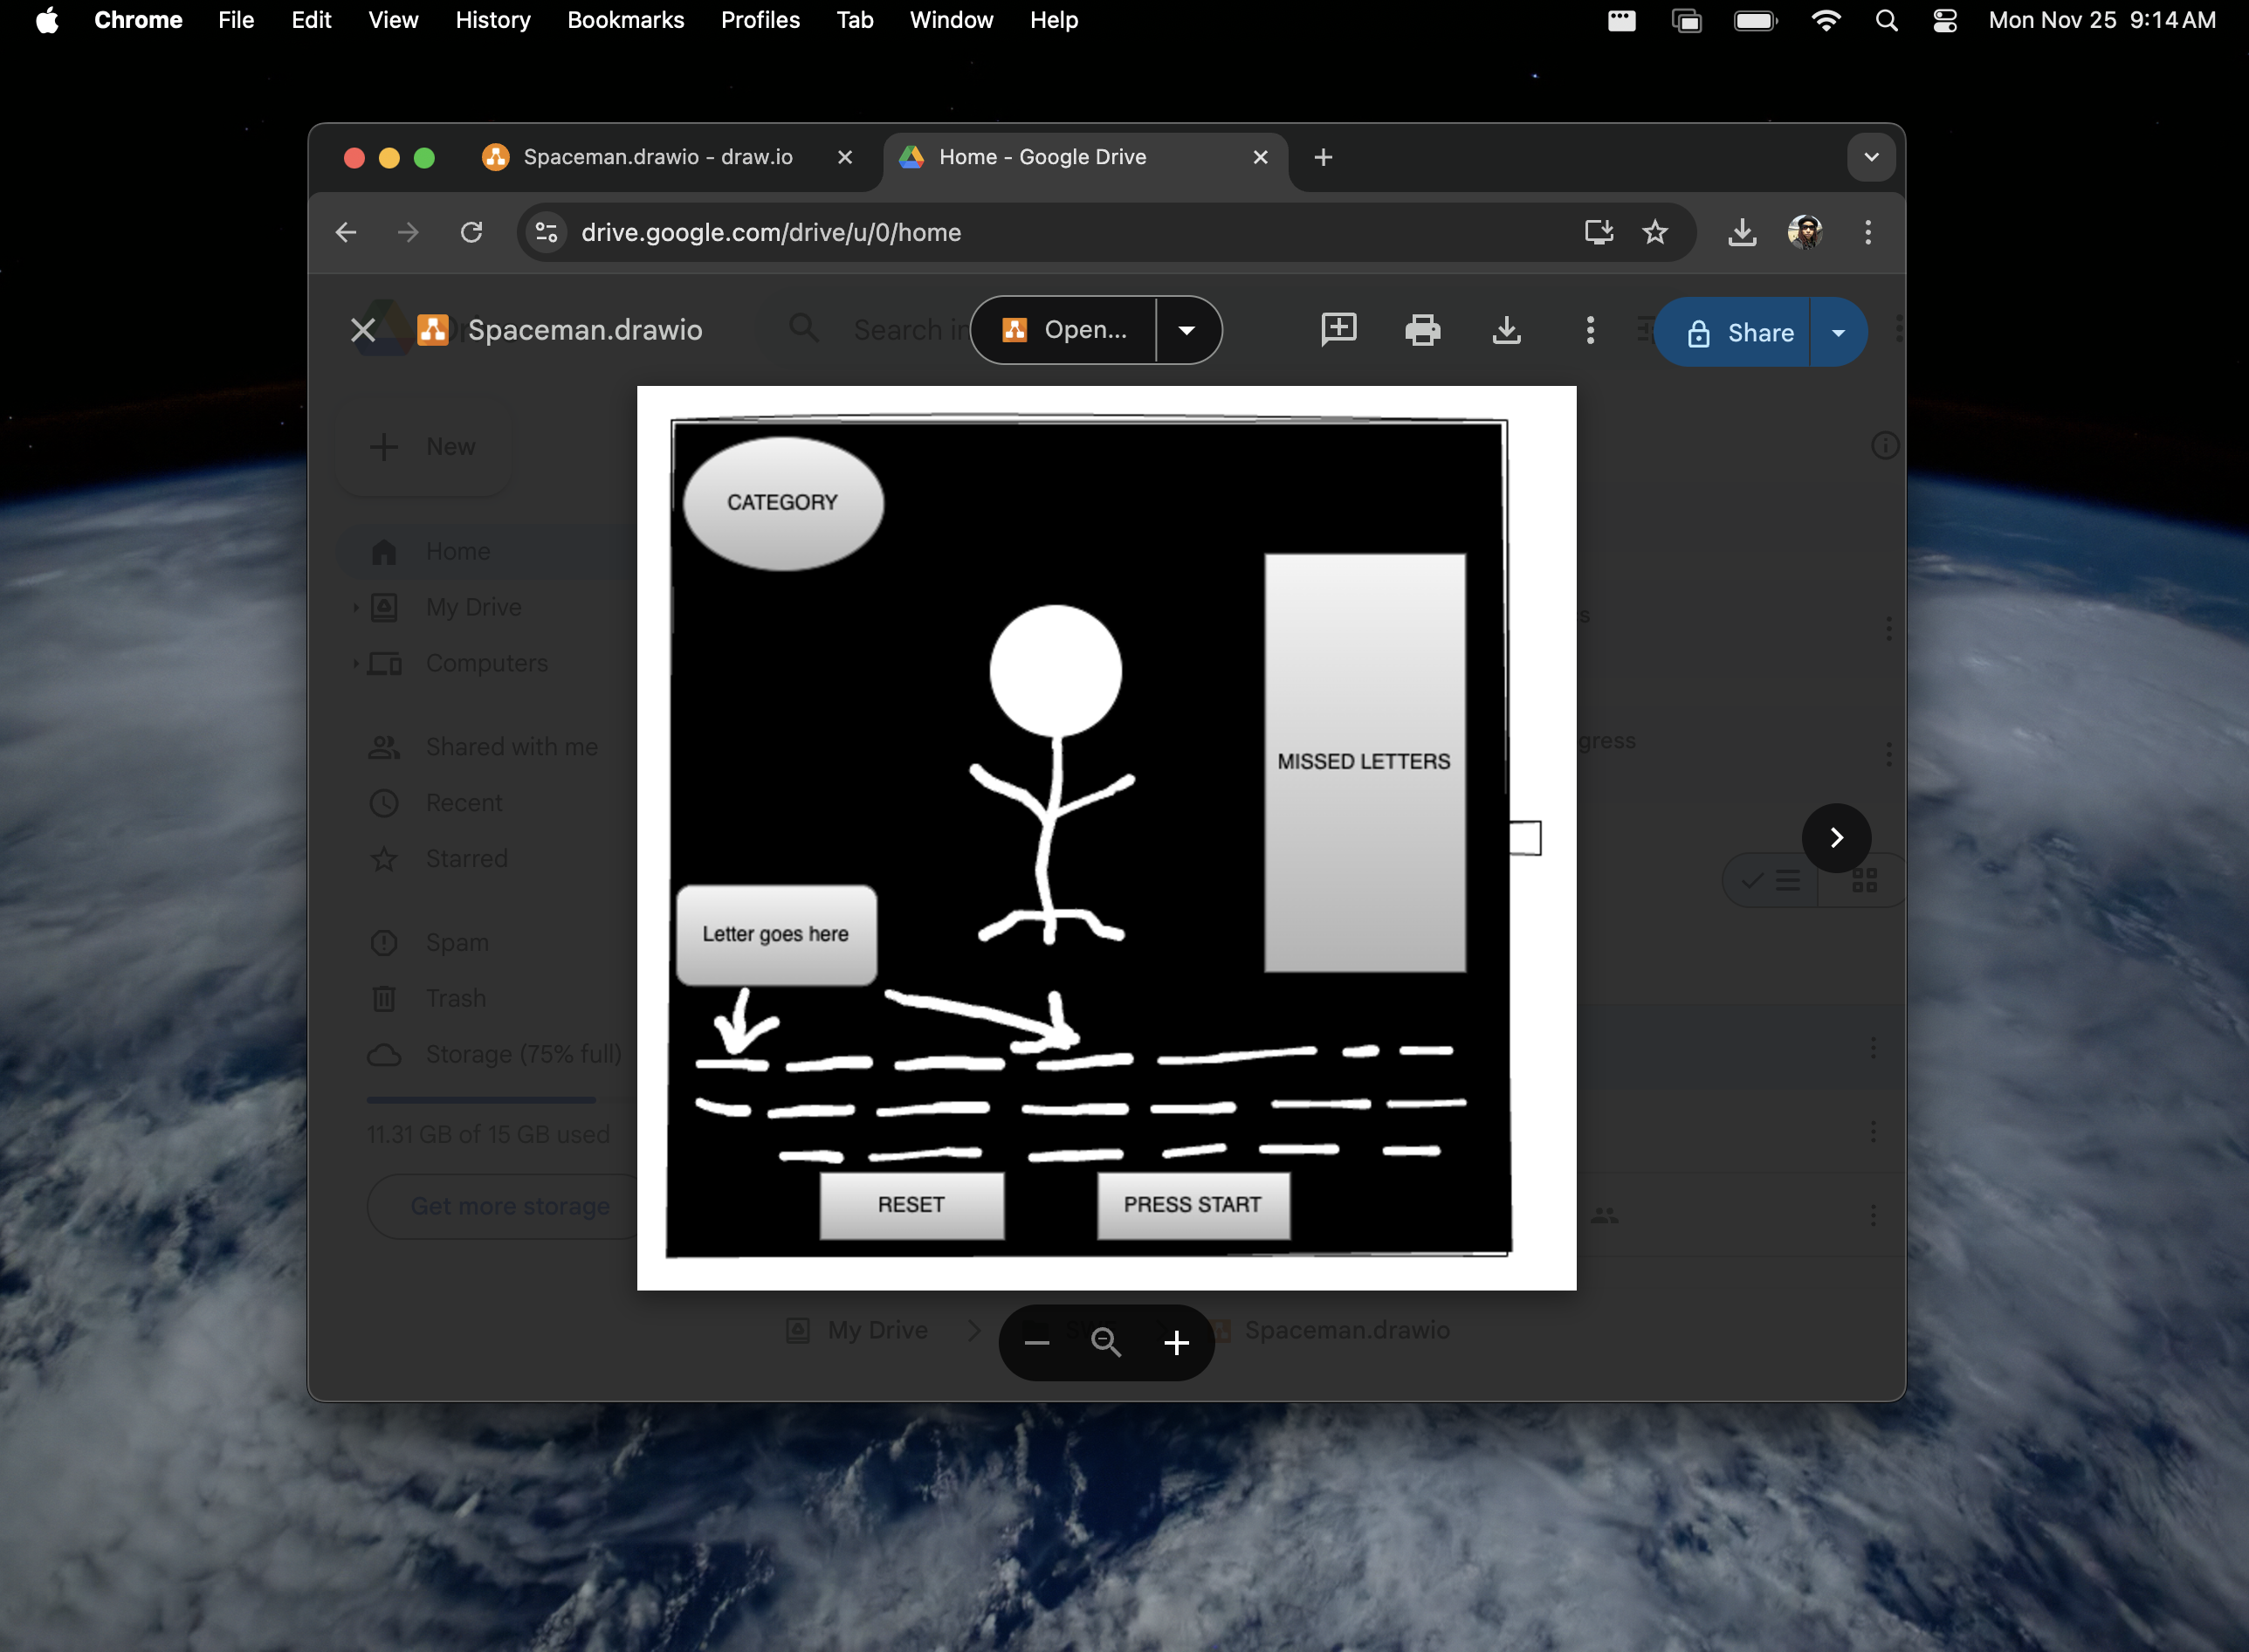 Chrome File Edit View History Bookmarks Profiles Tab Window Help Mon Nov 25 9:14 AM
Spaceman.drawio - draw.io Home - Google Drive
drive.google.com/drive/u/0/home
Spaceman.drawio Search in Open... Share
New
Home
My Drive
Computers
Shared with me
Recent
Starred
Spam
Trash
Storage (75% full)
11.31 GB of 15 GB used
Get more storage
CATEGORY
MISSED LETTERS
Letter goes here
RESET PRESS START
gress
My Drive Spaceman.drawio